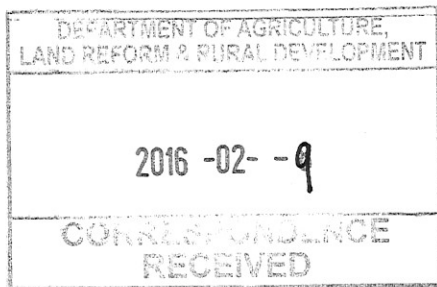 DEPARTMENT OF AGRICULTURE,
LAND REFORM & RURAL DEVELOPMENT
2016 -02- -9
CORRESPONDENCE
RECEIVED